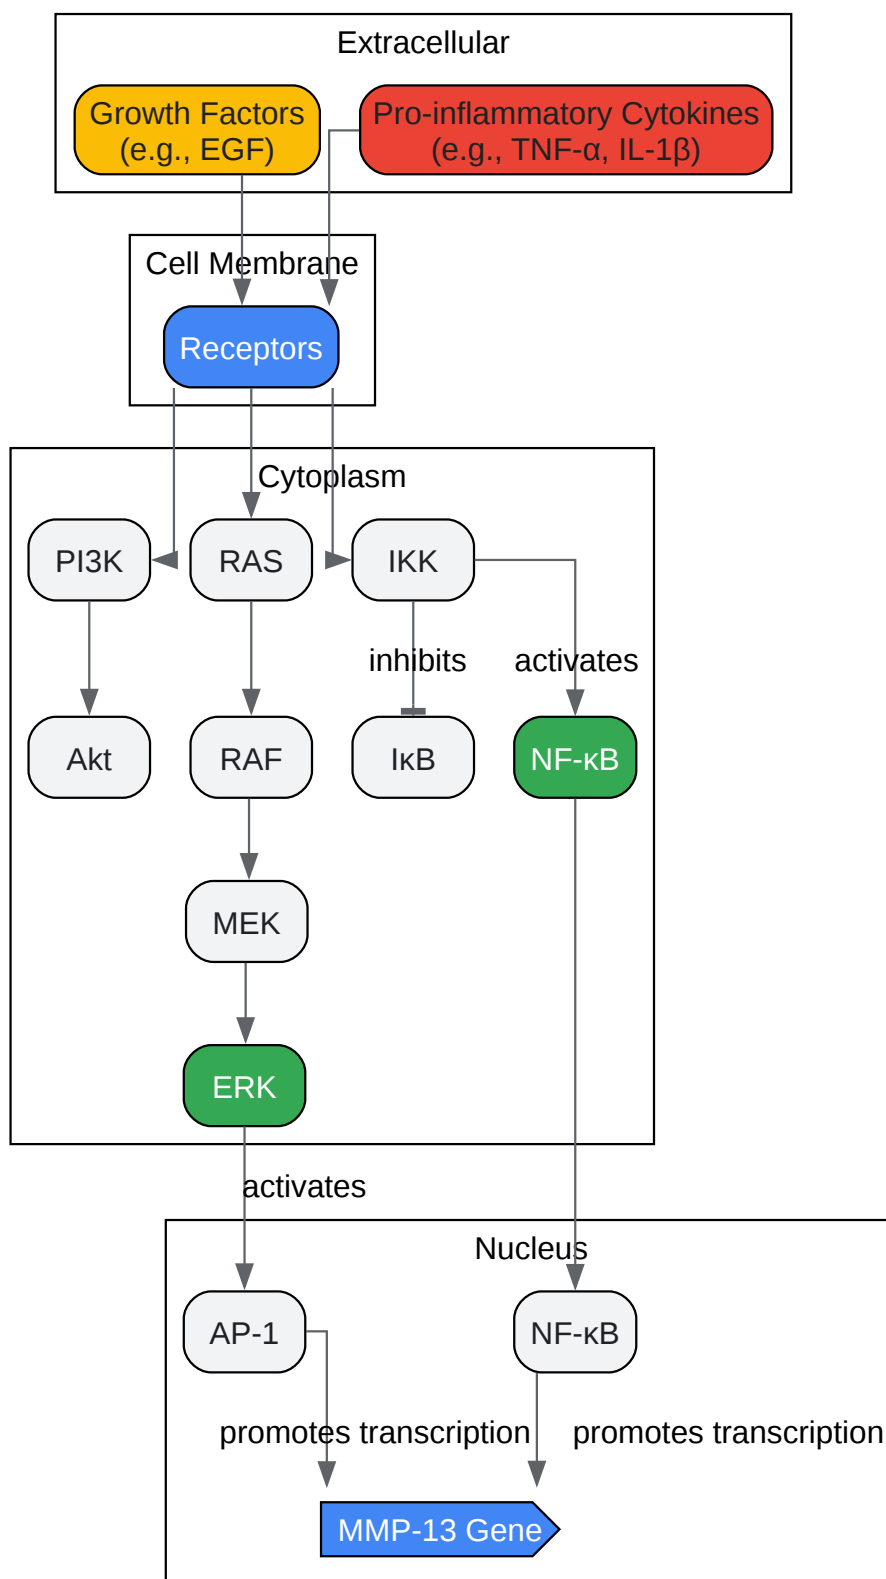 Extracellular
Growth Factors
(e.g., EGF)
Pro-inflammatory Cytokines
(e.g., TNF-α, IL-1β)
Cell Membrane
Receptors
Cytoplasm
PI3K
RAS
IKK
inhibits
activates
Akt
RAF
IκB
NF-κB
MEK
ERK
activates
Nucleus
AP-1
NF-κB
promotes transcription
promotes transcription
MMP-13 Gene